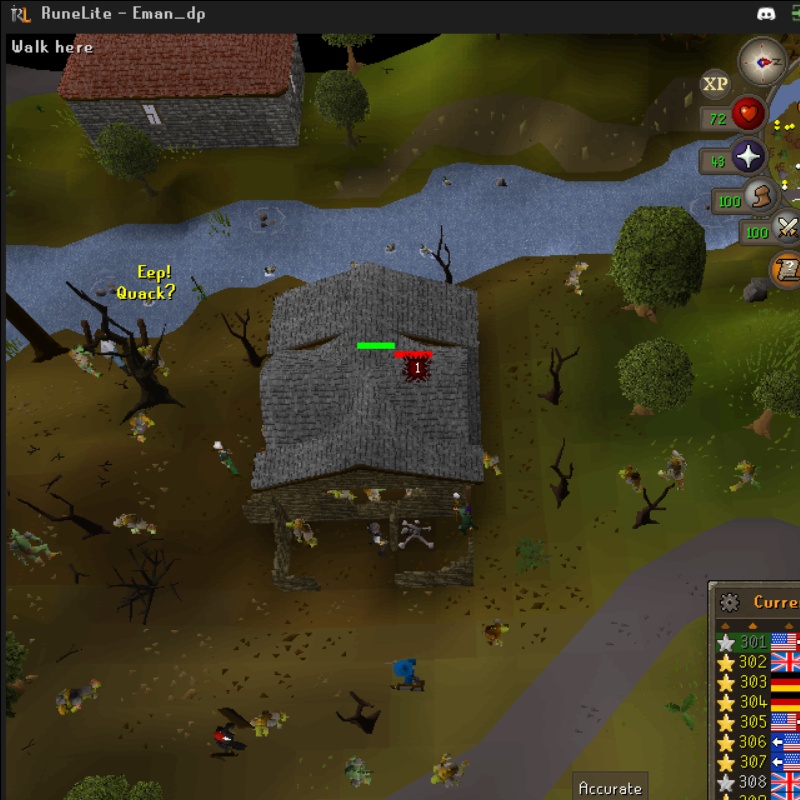 RuneLite - Eman_dp
Walk here
XP
72
43
100
100
Eep!
Quack?
1
Curre
301
302
303
304
305
306
307
308
Accurate